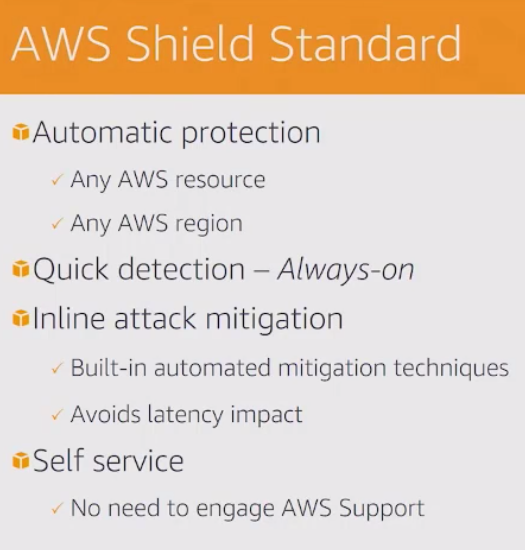 AWS Shield Standard
Automatic protection
✓ Any AWS resource
✓ Any AWS region
Quick detection – Always-on
Inline attack mitigation
✓ Built-in automated mitigation techniques
✓ Avoids latency impact
Self service
✓ No need to engage AWS Support